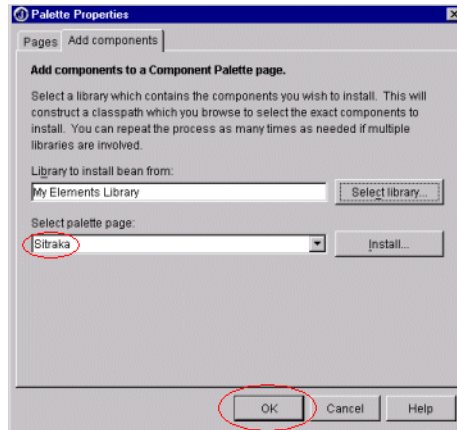 Palette Properties
Pages Add components
Add components to a Component Palette page.
Select a library which contains the components you wish to install. This will
construct a classpath which you browse to select the exact components to
install. You can repeat the process as many times as needed if multiple
libraries are involved.
Library to install bean from:
My Elements Library Select library...
Select palette page:
Sitraka Install...
OK Cancel Help